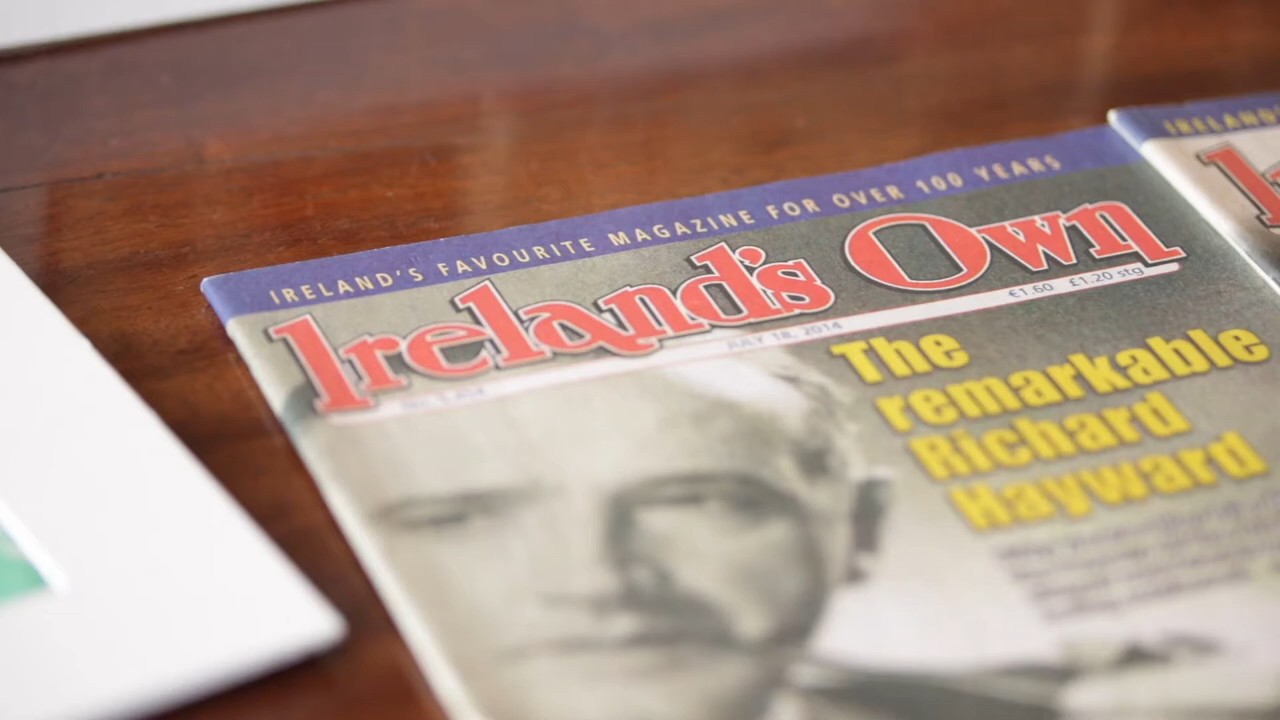 IRELAND'S FAVOURITE MAGAZINE FOR OVER 100 YEARS
Ireland's Own
JULY 18, 2014 €1.60 £1.20 stg
The
remarkable
Richard
Hayward
IRELAND'